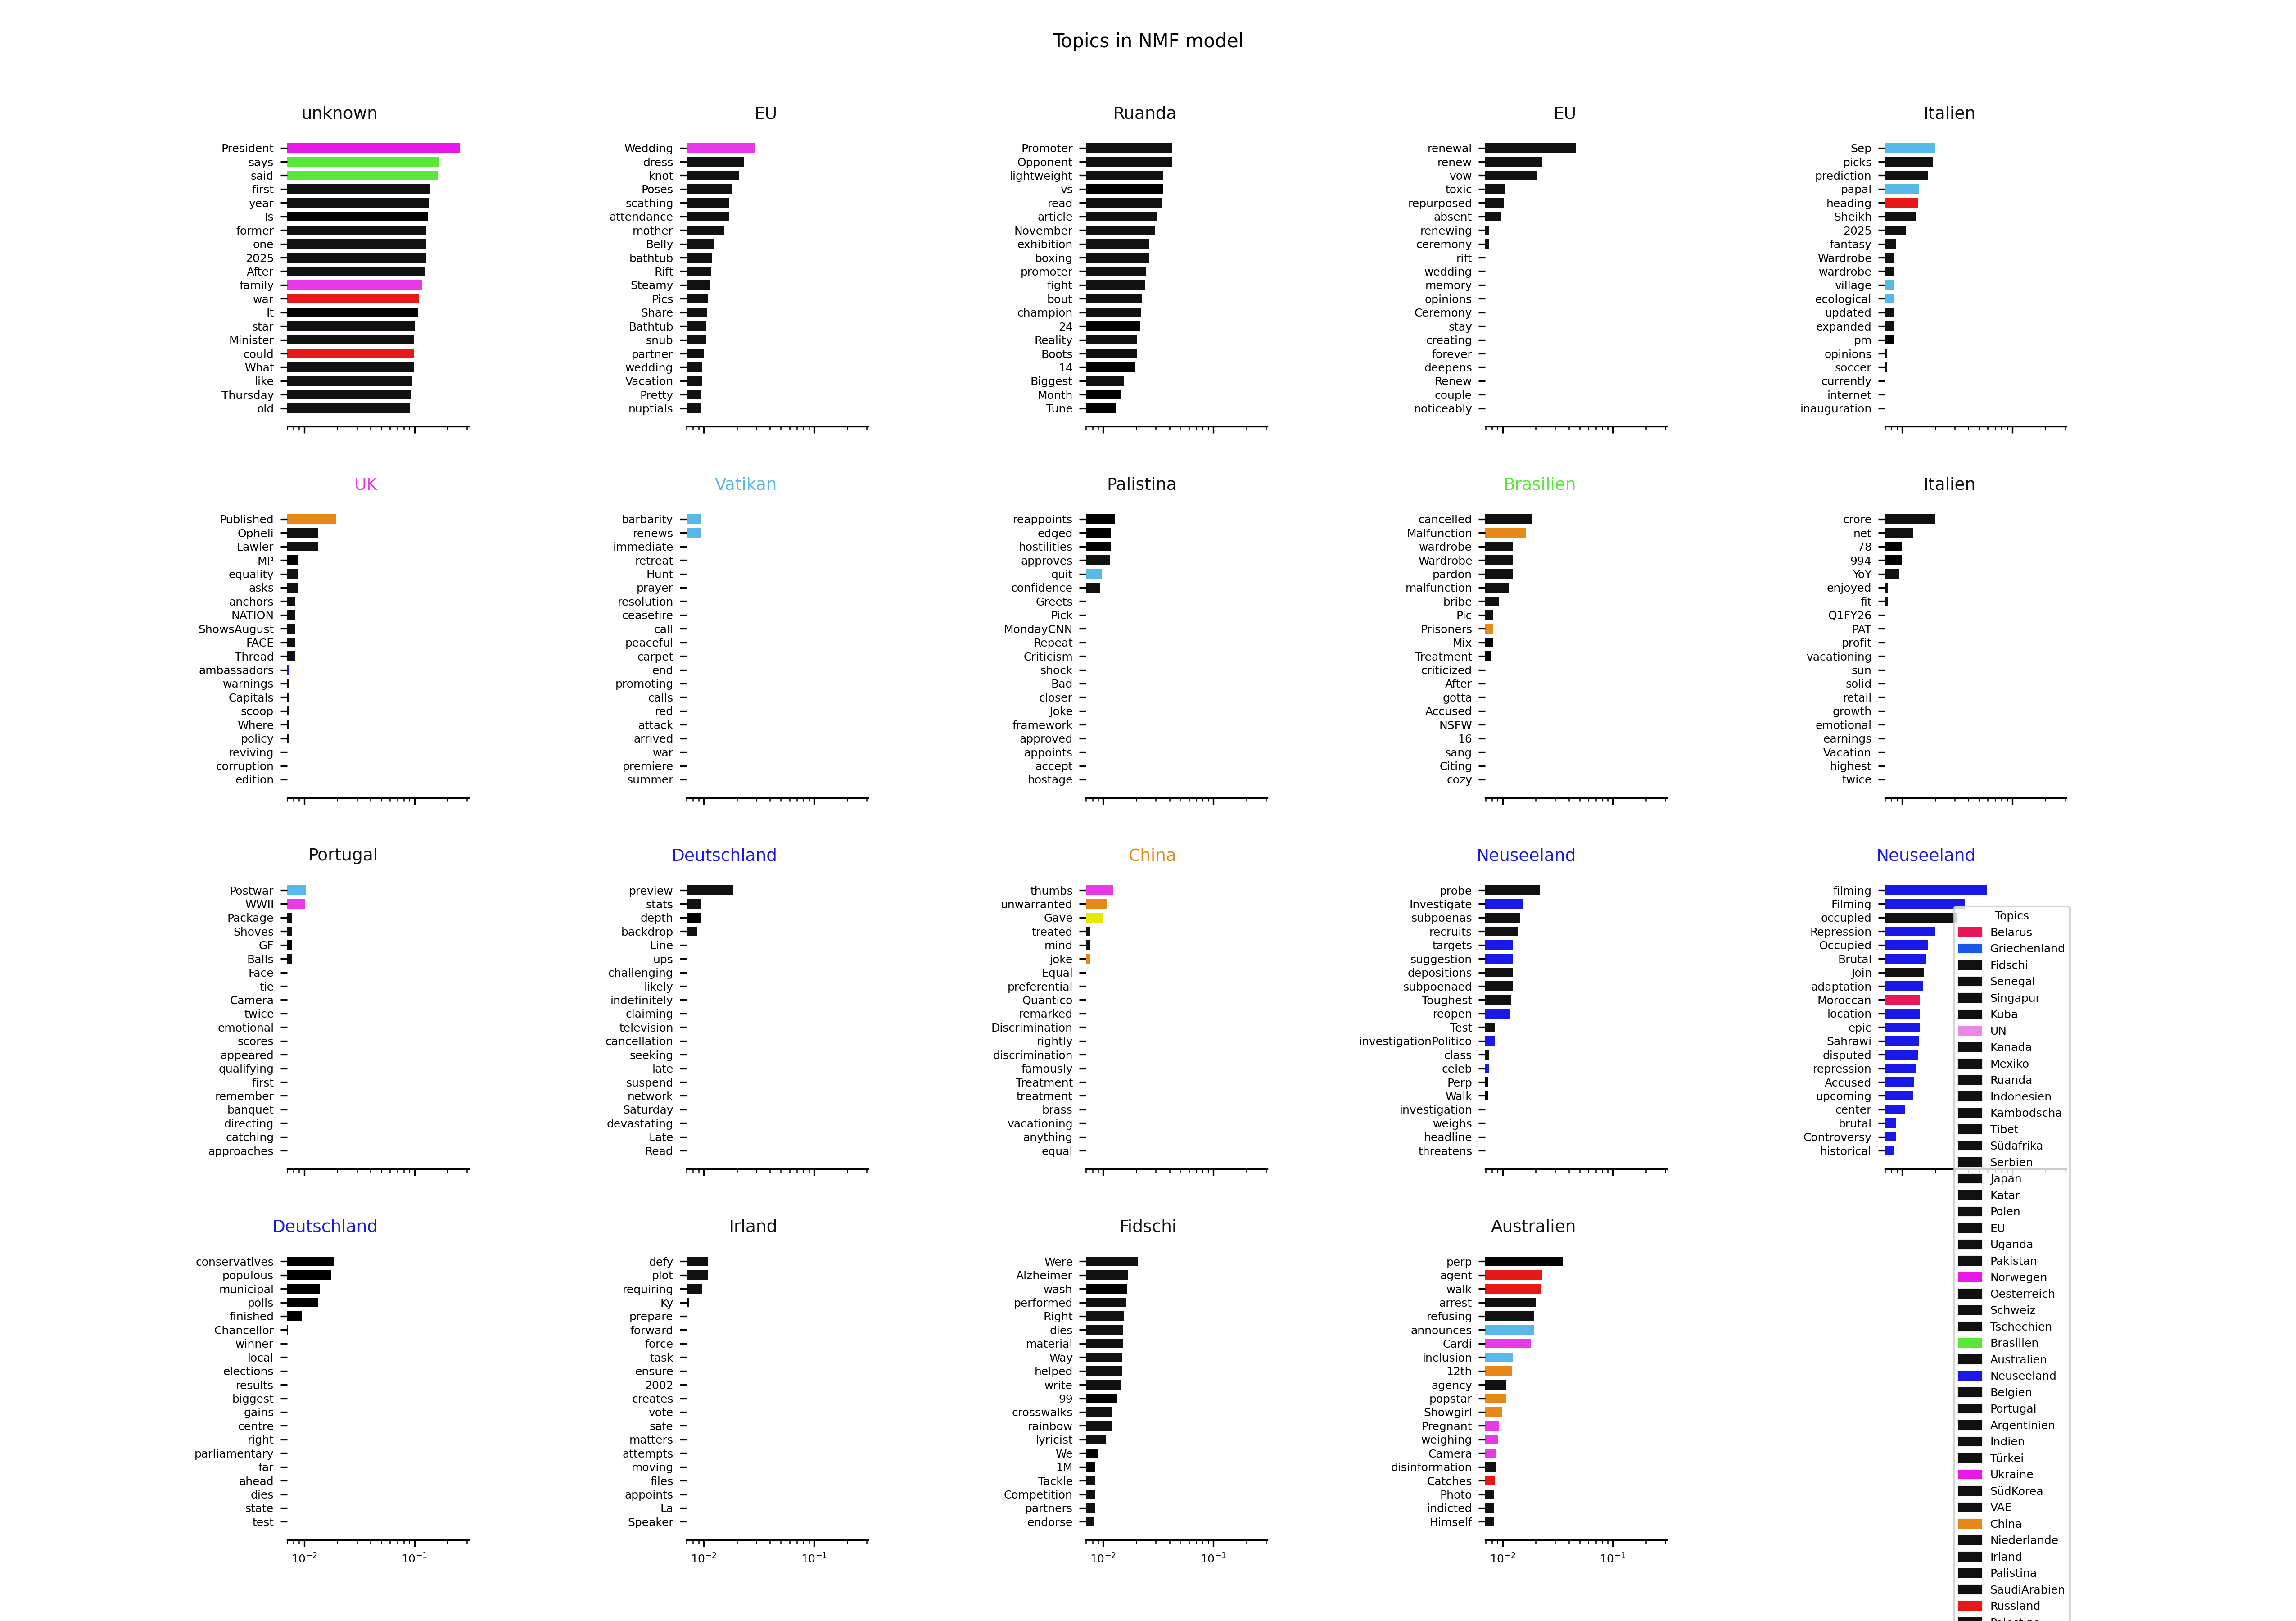 Topics in NMF model
unknown
President
says
said
first
year
Is
former
one
2025
After
family
war
It
star
Minister
could
What
like
Thursday
old
EU
Wedding
dress
knot
Poses
scathing
attendance
mother
Belly
bathtub
Rift
Steamy
Pics
Share
Bathtub
snub
partner
wedding
Vacation
Pretty
nuptials
Ruanda
Promoter
Opponent
lightweight
vs
read
article
November
exhibition
boxing
promoter
fight
bout
champion
24
Reality
Boots
14
Biggest
Month
Tune
EU
renewal
renew
vow
toxic
repurposed
absent
renewing
ceremony
rift
wedding
memory
opinions
Ceremony
stay
creating
forever
deepens
Renew
couple
noticeably
Italien
Sep
picks
prediction
papal
heading
Sheikh
2025
fantasy
Wardrobe
wardrobe
village
ecological
updated
expanded
pm
opinions
soccer
currently
internet
inauguration
UK
Published
Opheli
Lawler
MP
equality
asks
anchors
NATION
ShowsAugust
FACE
Thread
ambassadors
warnings
Capitals
scoop
Where
policy
reviving
corruption
edition
Vatikan
barbarity
renews
immediate
retreat
Hunt
prayer
resolution
ceasefire
call
peaceful
carpet
end
promoting
calls
red
attack
arrived
war
premiere
summer
Palistina
reappoints
edged
hostilities
approves
quit
confidence
Greets
Pick
MondayCNN
Repeat
Criticism
shock
Bad
closer
Joke
framework
approved
appoints
accept
hostage
Brasilien
cancelled
Malfunction
wardrobe
Wardrobe
pardon
malfunction
bribe
Pic
Prisoners
Mix
Treatment
criticized
After
gotta
Accused
NSFW
16
sang
Citing
cozy
Italien
crore
net
78
994
YoY
enjoyed
fit
Q1FY26
PAT
profit
vacationing
sun
solid
retail
growth
emotional
earnings
Vacation
highest
twice
Portugal
Postwar
WWII
Package
Shoves
GF
Balls
Face
tie
Camera
twice
emotional
scores
appeared
qualifying
first
remember
banquet
directing
catching
approaches
Deutschland
preview
stats
depth
backdrop
Line
ups
challenging
likely
indefinitely
claiming
television
cancellation
seeking
late
suspend
network
Saturday
devastating
Late
Read
China
thumbs
unwarranted
Gave
treated
mind
joke
Equal
preferential
Quantico
remarked
Discrimination
rightly
discrimination
famously
Treatment
treatment
brass
vacationing
anything
equal
Neuseeland
probe
Investigate
subpoenas
recruits
targets
suggestion
depositions
subpoenaed
Toughest
reopen
Test
investigationPolitico
class
celeb
Perp
Walk
investigation
weighs
headline
threatens
Neuseeland
filming
Filming
occupied
Repression
Occupied
Brutal
Join
adaptation
Moroccan
location
epic
Sahrawi
disputed
repression
Accused
upcoming
center
brutal
Controversy
historical
Deutschland
conservatives
populous
municipal
polls
finished
Chancellor
winner
local
elections
results
biggest
gains
centre
right
parliamentary
far
ahead
dies
state
test
10⁻² 10⁻¹
Irland
defy
plot
requiring
Ky
prepare
forward
force
task
ensure
2002
creates
vote
safe
matters
attempts
moving
files
appoints
La
Speaker
10⁻² 10⁻¹
Fidschi
Were
Alzheimer
wash
performed
Right
dies
material
Way
helped
write
99
crosswalks
rainbow
lyricist
We
1M
Tackle
Competition
partners
endorse
10⁻² 10⁻¹
Australien
perp
agent
walk
arrest
refusing
announces
Cardi
inclusion
12th
agency
popstar
Showgirl
Pregnant
weighing
Camera
disinformation
Catches
Photo
indicted
Himself
10⁻² 10⁻¹
Topics
Belarus
Griechenland
Fidschi
Senegal
Singapur
Kuba
UN
Kanada
Mexiko
Ruanda
Indonesien
Kambodscha
Tibet
Südafrika
Serbien
Japan
Katar
Polen
EU
Uganda
Pakistan
Norwegen
Oesterreich
Schweiz
Tschechien
Brasilien
Australien
Neuseeland
Belgien
Portugal
Argentinien
Indien
Türkei
Ukraine
SüdKorea
VAE
China
Niederlande
Irland
Palistina
SaudiArabien
Russland